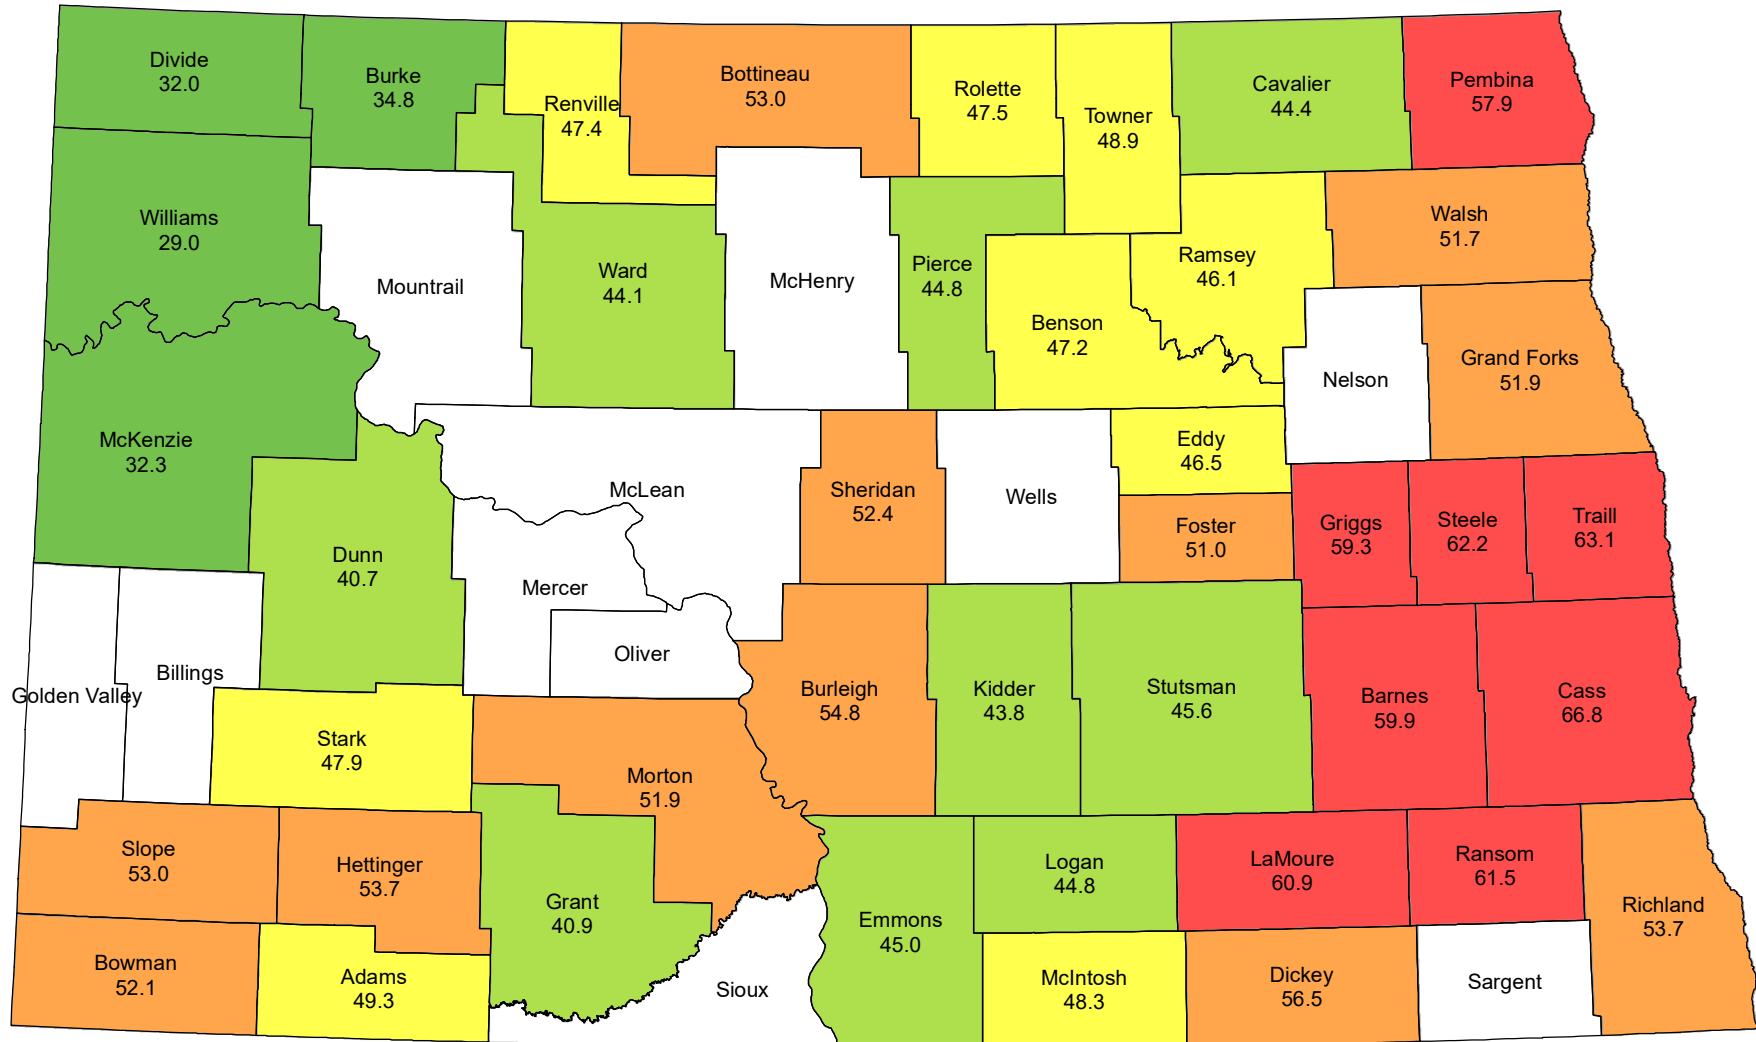 Divide
32.0
Burke
34.8
Renville
47.4
Bottineau
53.0
Rolette
47.5
Towner
48.9
Cavalier
44.4
Pembina
57.9
Williams
29.0
Mountrail
Ward
44.1
McHenry
Pierce
44.8
Benson
47.2
Ramsey
46.1
Walsh
51.7
Nelson
Grand Forks
51.9
McKenzie
32.3
Dunn
40.7
McLean
Mercer
Oliver
Sheridan
52.4
Wells
Eddy
46.5
Foster
51.0
Griggs
59.3
Steele
62.2
Traill
63.1
Golden Valley
Billings
Stark
47.9
Morton
51.9
Burleigh
54.8
Kidder
43.8
Stutsman
45.6
Barnes
59.9
Cass
66.8
Slope
53.0
Hettinger
53.7
Grant
40.9
Emmons
45.0
Logan
44.8
LaMoure
60.9
Ransom
61.5
Richland
53.7
Bowman
52.1
Adams
49.3
Sioux
McIntosh
48.3
Dickey
56.5
Sargent